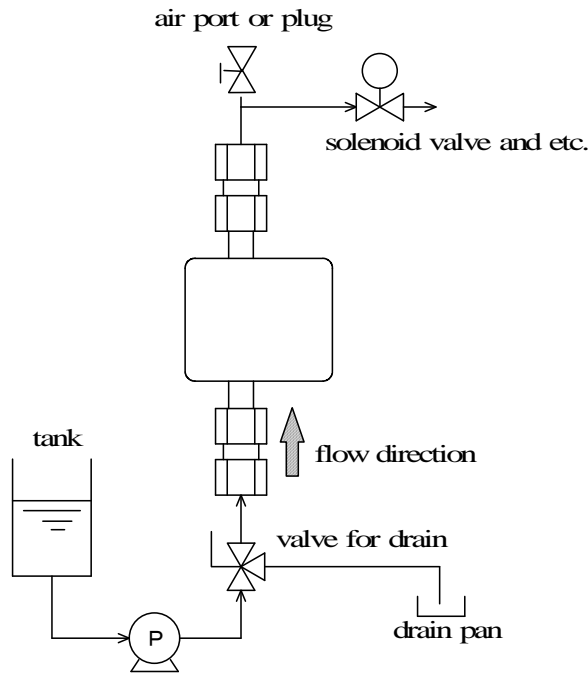 air port or plug
solenoid valve and etc.
tank
flow direction
valve for drain
P
drain pan